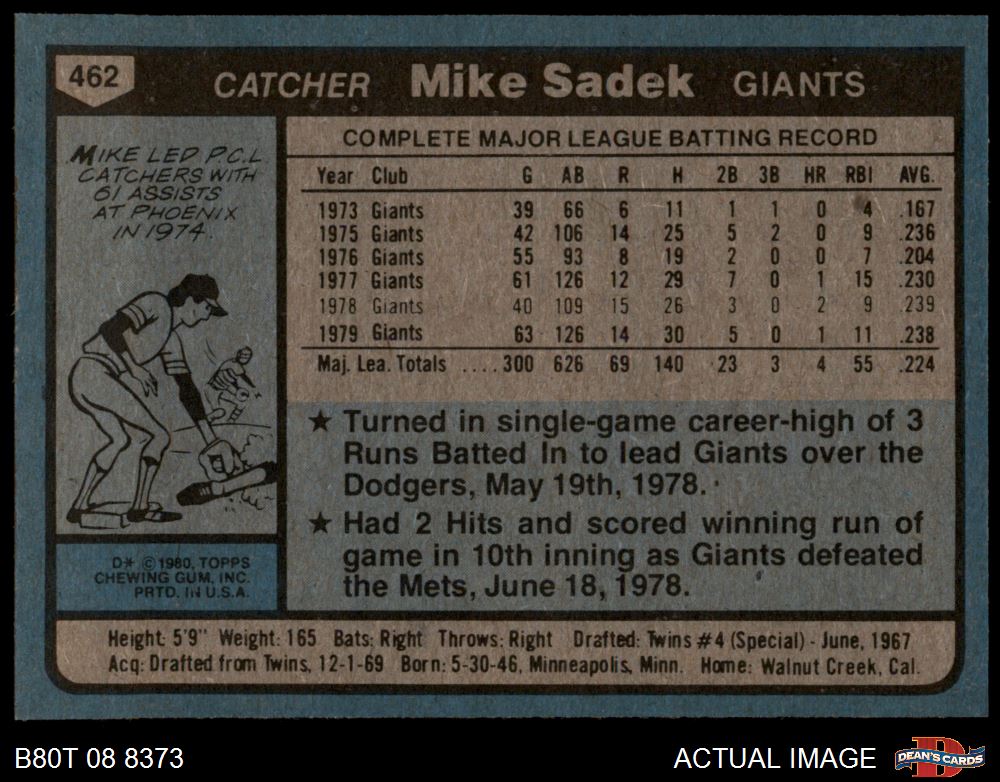 462
CATCHER Mike Sadek GIANTS
MIKE LED P.C.L.
CATCHERS WITH
61 ASSISTS
AT PHOENIX
IN 1974.
COMPLETE MAJOR LEAGUE BATTING RECORD
Year Club G AB R H 2B 3B HR RBI AVG.
1973 Giants 39 66 6 11 1 1 0 4 .167
1975 Giants 42 106 14 25 5 2 0 9 .236
1976 Giants 55 93 8 19 2 0 0 7 .204
1977 Giants 61 126 12 29 7 0 1 15 .230
1978 Giants 40 109 15 26 3 0 2 9 .239
1979 Giants 63 126 14 30 5 0 1 11 .238
Maj. Lea. Totals ....300 626 69 140 23 3 4 55 .224
★ Turned in single-game career-high of 3
Runs Batted In to lead Giants over the
Dodgers, May 19th, 1978.
★ Had 2 Hits and scored winning run of
game in 10th inning as Giants defeated
the Mets, June 18, 1978.
D* © 1980, TOPPS
CHEWING GUM, INC.
PRTD. IN U.S.A.
Height: 5'9" Weight: 165 Bats: Right Throws: Right Drafted: Twins #4 (Special) - June, 1967
Acq: Drafted from Twins, 12-1-69 Born: 5-30-46, Minneapolis, Minn. Home: Walnut Creek, Cal.
B80T 08 8373
ACTUAL IMAGE
D
DEAN'S CARDS